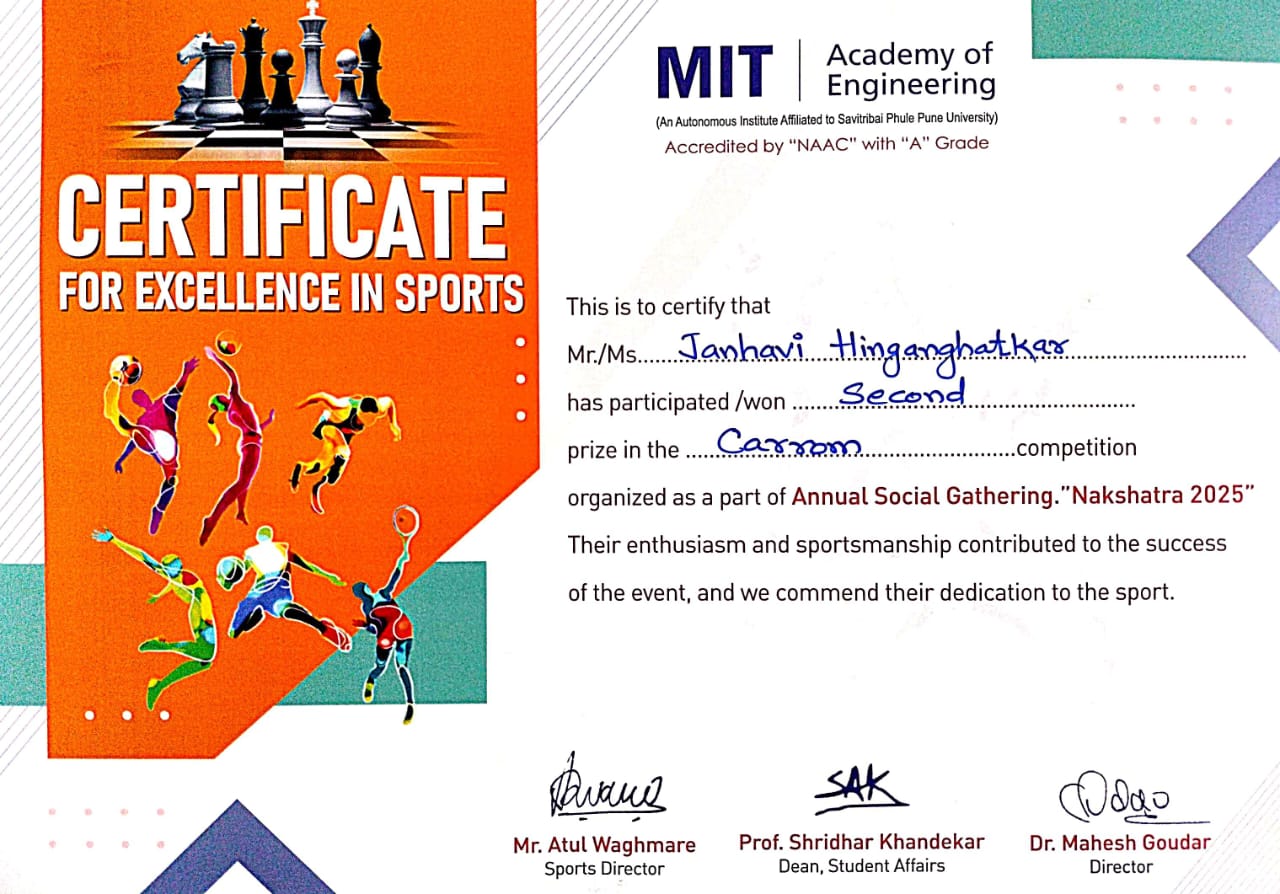 MIT | Academy of
Engineering
(An Autonomous Institute Affiliated to Savitribai Phule Pune University)
Accredited by “NAAC” with “A” Grade
CERTIFICATE
FOR EXCELLENCE IN SPORTS
This is to certify that
Mr./Ms. Janhavi Hinganghatkar
has participated /won Second
prize in the Carrom competition
organized as a part of Annual Social Gathering.”Nakshatra 2025”
Their enthusiasm and sportsmanship contributed to the success
of the event, and we commend their dedication to the sport.
SAK
Mr. Atul Waghmare Prof. Shridhar Khandekar Dr. Mahesh Goudar
Sports Director Dean, Student Affairs Director